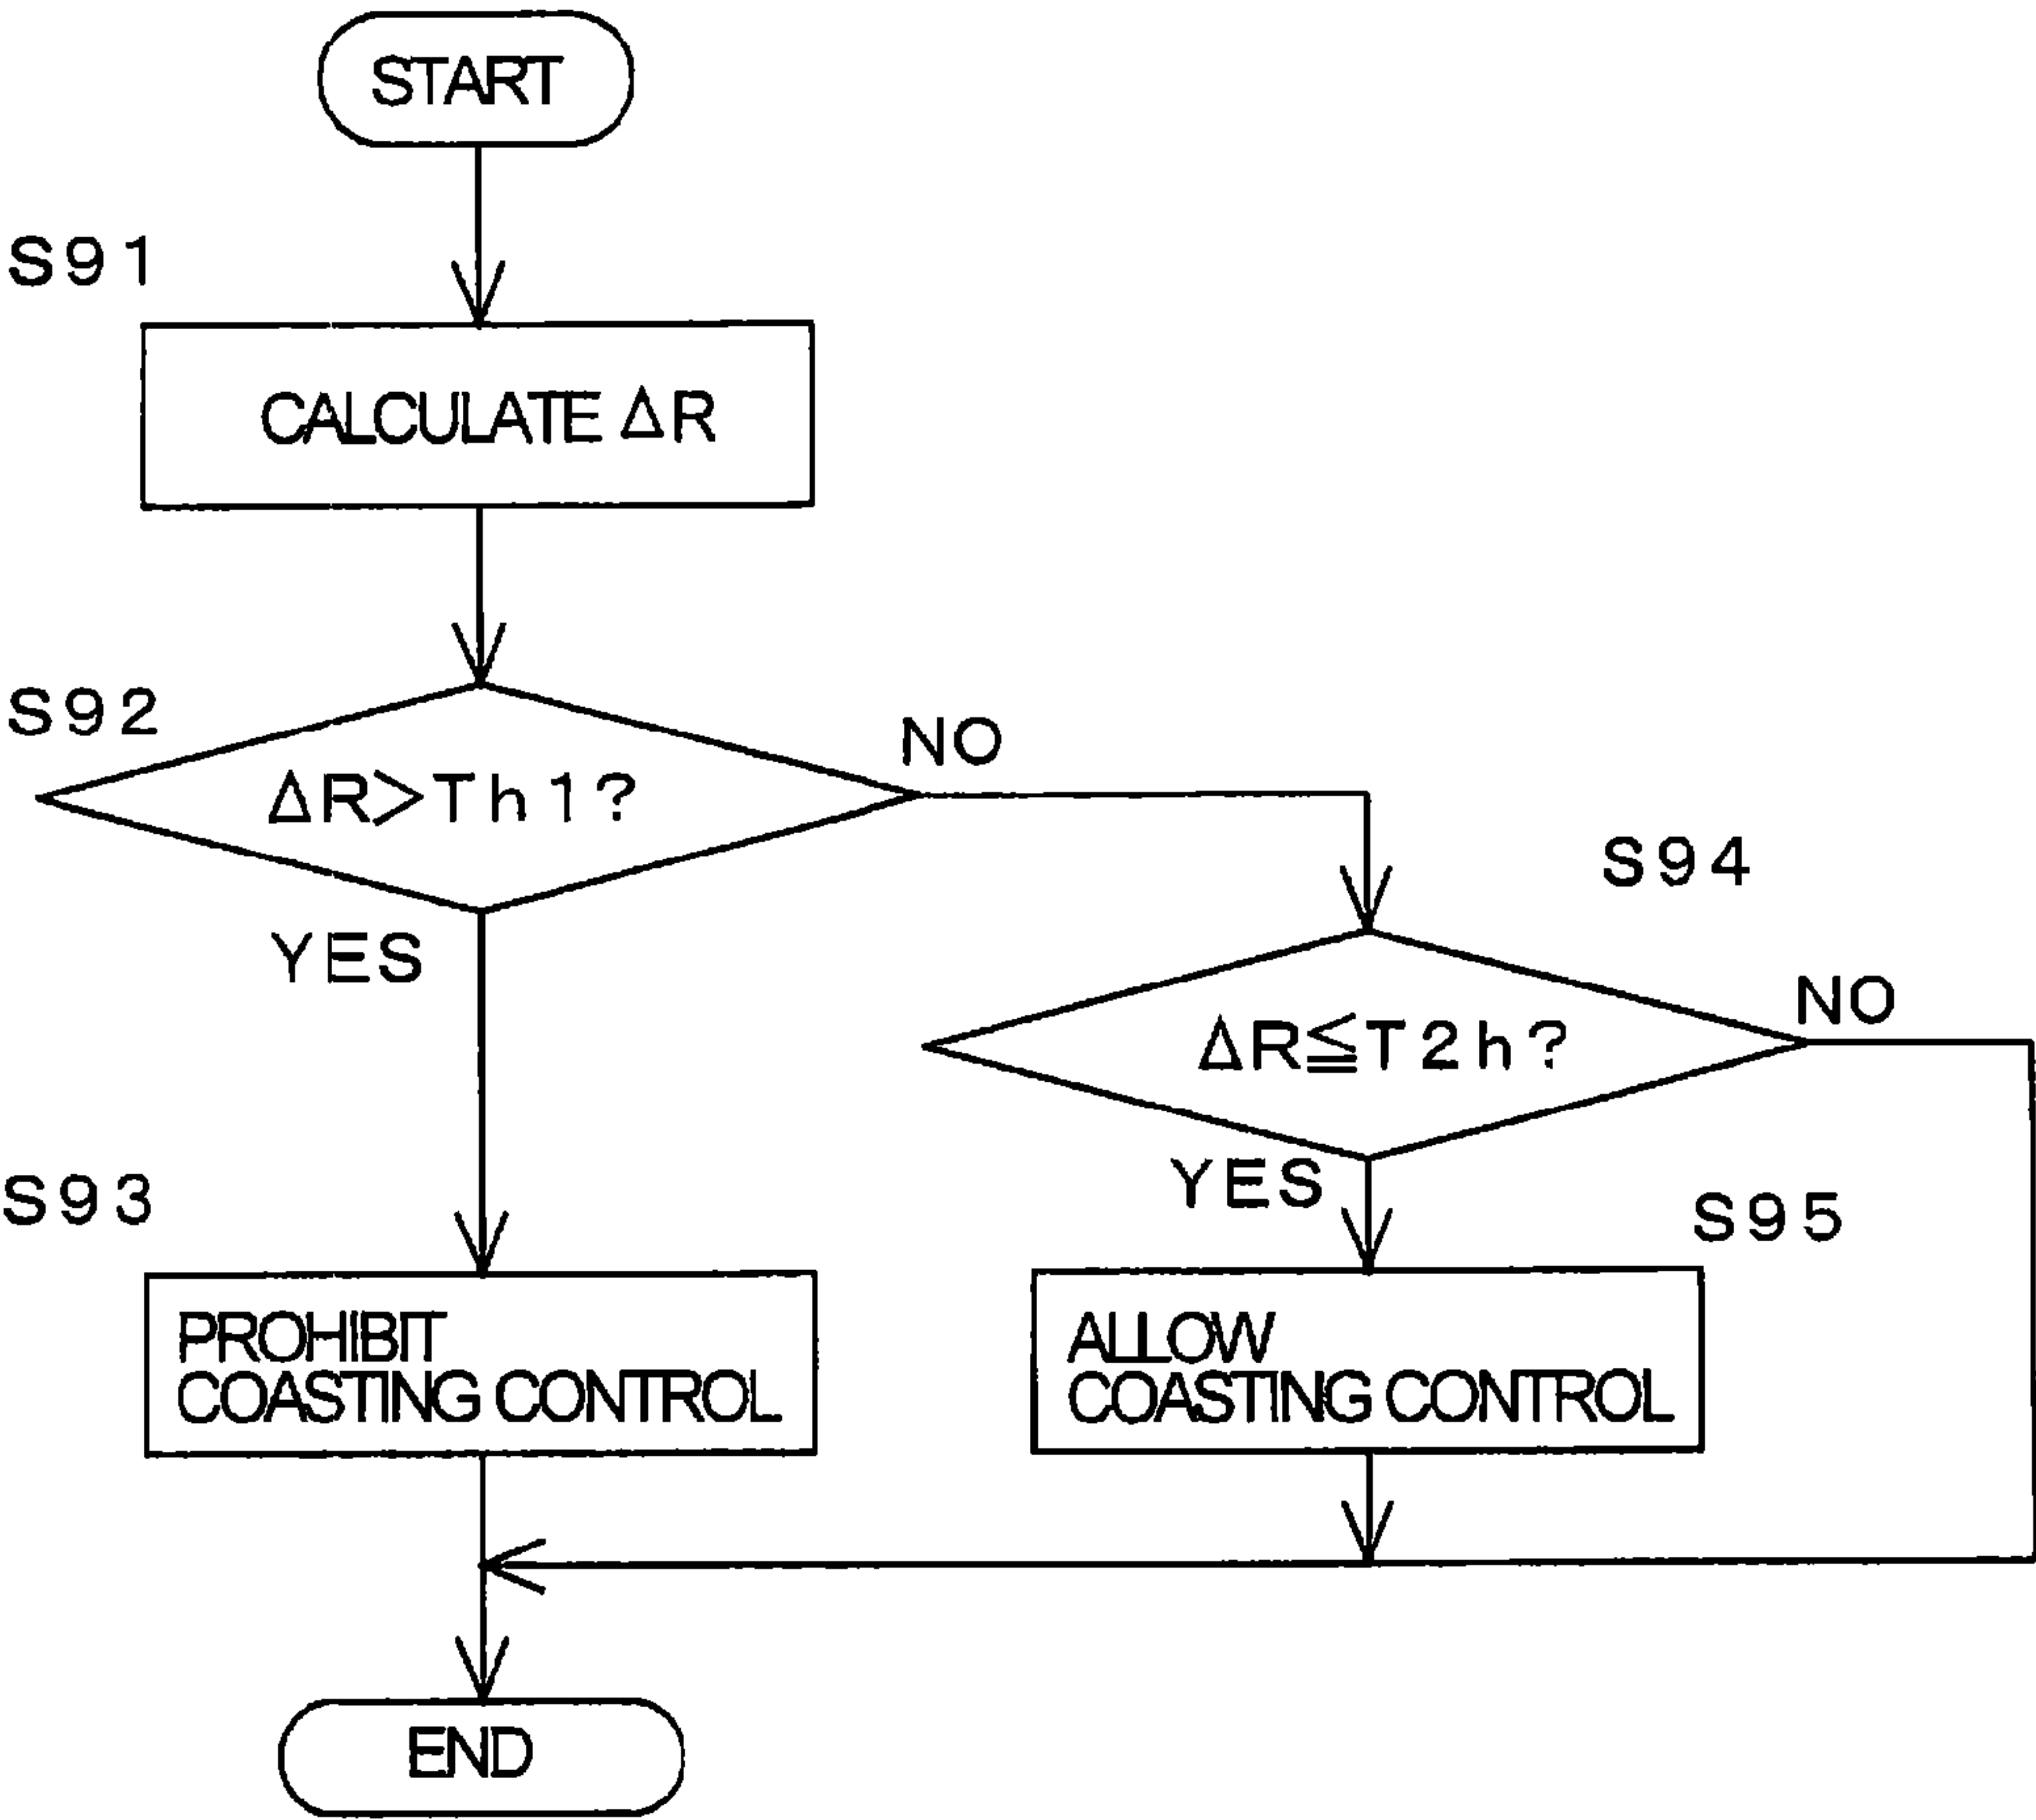 START
S91
CALCULATE ΔR
S92
ΔR>Th1?
NO
YES
S94
ΔR≦T2h?
NO
YES
S93
S95
PROHIBIT
COASTING CONTROL
ALLOW
COASTING CONTROL
END